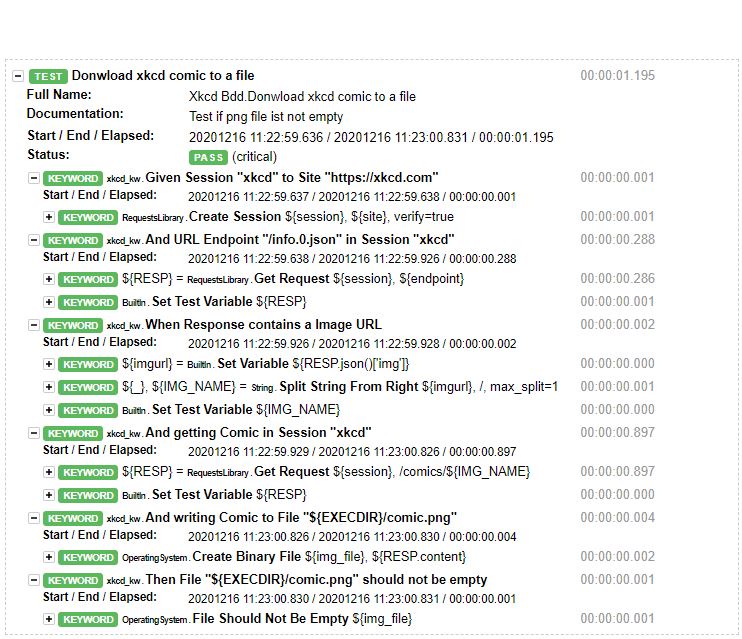 TEST Donwload xkcd comic to a file 00:00:01.195
Full Name: Xkcd Bdd.Donwload xkcd comic to a file
Documentation: Test if png file ist not empty
Start / End / Elapsed: 20201216 11:22:59.636 / 20201216 11:23:00.831 / 00:00:01.195
Status: PASS (critical)
KEYWORD xkcd_kw.Given Session "xkcd" to Site "https://xkcd.com" 00:00:00.001
Start / End / Elapsed: 20201216 11:22:59.637 / 20201216 11:22:59.638 / 00:00:00.001
KEYWORD RequestsLibrary.Create Session ${session}, ${site}, verify=true 00:00:00.001
KEYWORD xkcd_kw.And URL Endpoint "/info.0.json" in Session "xkcd" 00:00:00.288
Start / End / Elapsed: 20201216 11:22:59.638 / 20201216 11:22:59.926 / 00:00:00.288
KEYWORD ${RESP} = RequestsLibrary.Get Request ${session}, ${endpoint} 00:00:00.286
KEYWORD BuiltIn.Set Test Variable ${RESP} 00:00:00.001
KEYWORD xkcd_kw.When Response contains a Image URL 00:00:00.002
Start / End / Elapsed: 20201216 11:22:59.926 / 20201216 11:22:59.928 / 00:00:00.002
KEYWORD ${imgurl} = BuiltIn.Set Variable ${RESP.json()['img']} 00:00:00.000
KEYWORD ${_}, ${IMG_NAME} = String.Split String From Right ${imgurl}, /, max_split=1 00:00:00.001
KEYWORD BuiltIn.Set Test Variable ${IMG_NAME} 00:00:00.000
KEYWORD xkcd_kw.And getting Comic in Session "xkcd" 00:00:00.897
Start / End / Elapsed: 20201216 11:22:59.929 / 20201216 11:23:00.826 / 00:00:00.897
KEYWORD ${RESP} = RequestsLibrary.Get Request ${session}, /comics/${IMG_NAME} 00:00:00.897
KEYWORD BuiltIn.Set Test Variable ${RESP} 00:00:00.000
KEYWORD xkcd_kw.And writing Comic to File "${EXECDIR}/comic.png" 00:00:00.004
Start / End / Elapsed: 20201216 11:23:00.826 / 20201216 11:23:00.830 / 00:00:00.004
KEYWORD OperatingSystem.Create Binary File ${img_file}, ${RESP.content} 00:00:00.002
KEYWORD xkcd_kw.Then File "${EXECDIR}/comic.png" should not be empty 00:00:00.001
Start / End / Elapsed: 20201216 11:23:00.830 / 20201216 11:23:00.831 / 00:00:00.001
KEYWORD OperatingSystem.File Should Not Be Empty ${img_file} 00:00:00.001